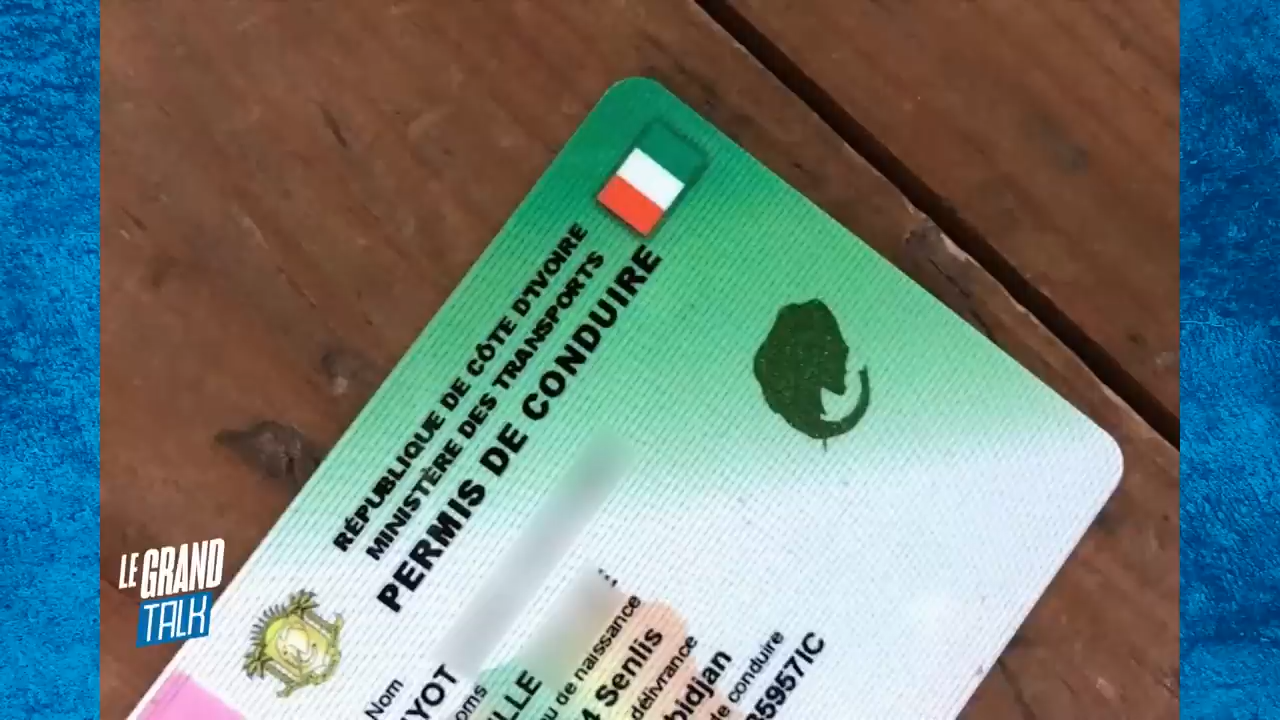 RÉPUBLIQUE DE CÔTE D'IVOIRE
MINISTÈRE DES TRANSPORTS
PERMIS DE CONDUIRE
Nom
YOT
oms
LLE
u de naissance
4 Senlis
délivrance
bidjan
de conduire
35957IC
LE GRAND
TALK